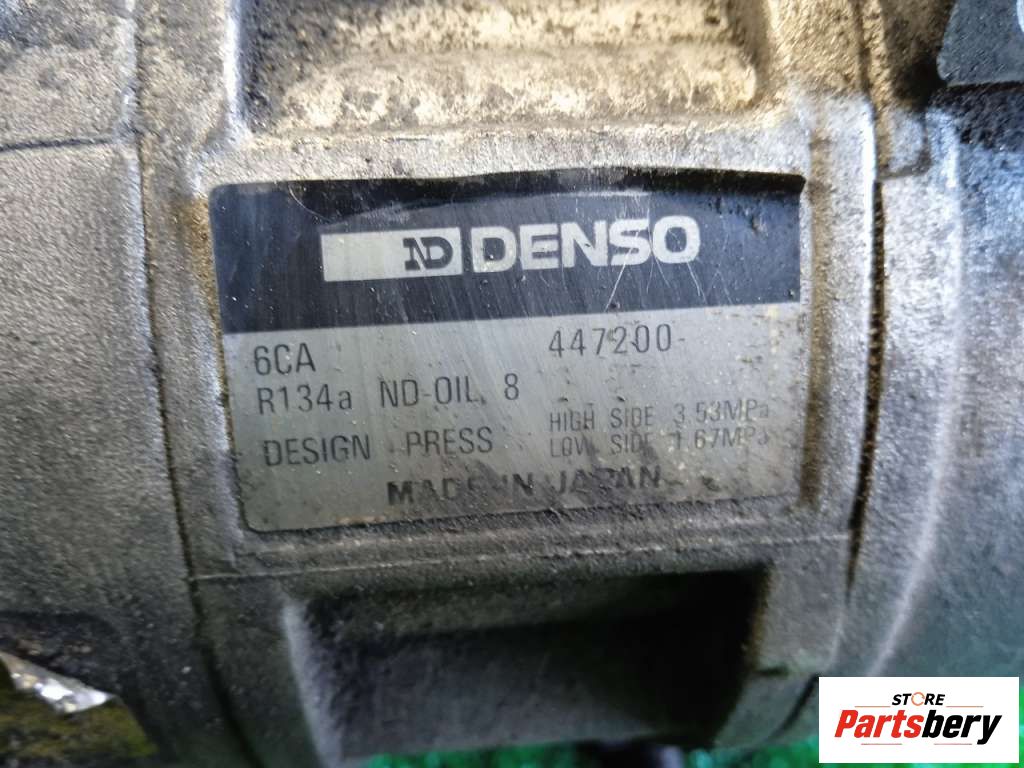 ND DENSO
6CA 447200-
R134a ND-OIL 8
DESIGN PRESS HIGH SIDE 3.53MPa
LOW SIDE 1.67MPa
MADE IN JAPAN
STORE
Partsbery